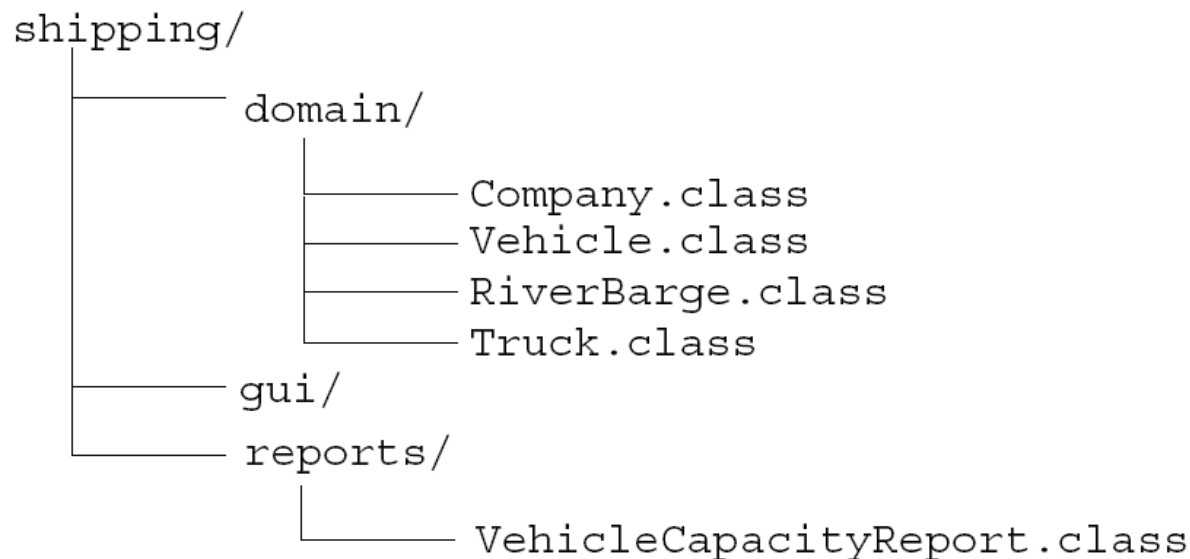 shipping/
domain/
Company.class
Vehicle.class
RiverBarge.class
Truck.class
gui/
reports/
VehicleCapacityReport.class